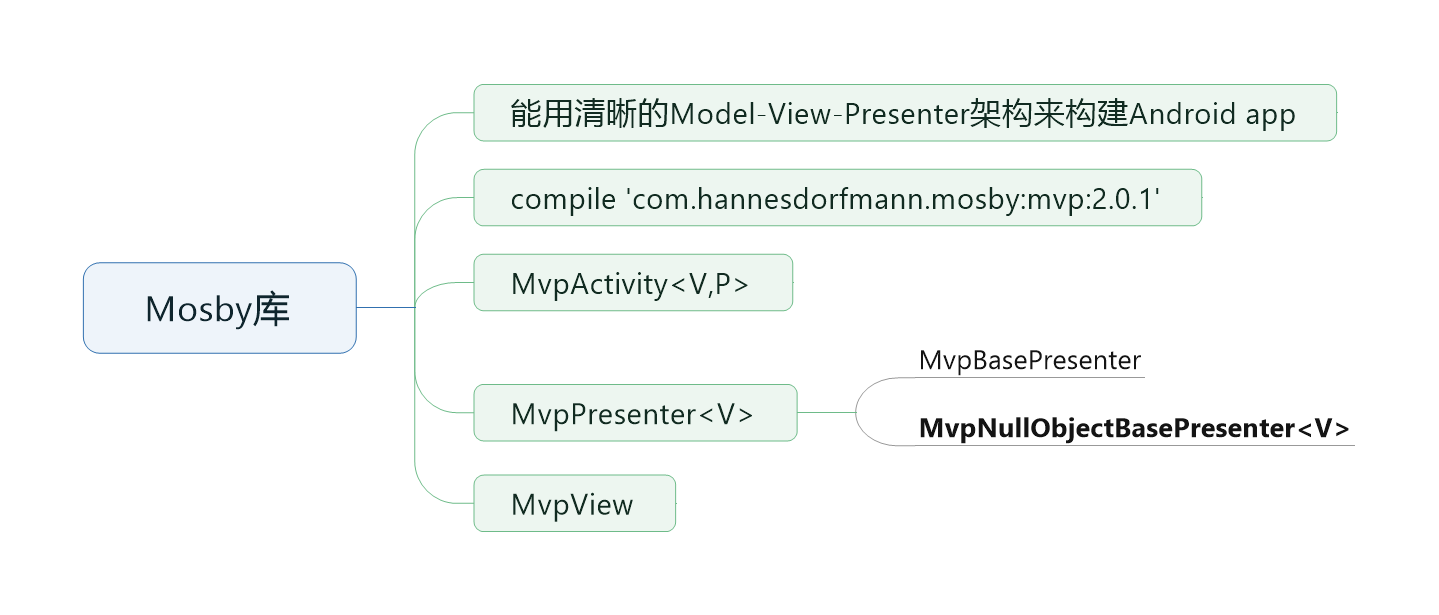 能用清晰的Model-View-Presenter架构来构建Android app
compile 'com.hannesdorfmann.mosby:mvp:2.0.1'
MvpActivity<V,P>
Mosby库
MvpBasePresenter
MvpPresenter<V>
MvpNullObjectBasePresenter<V>
MvpView